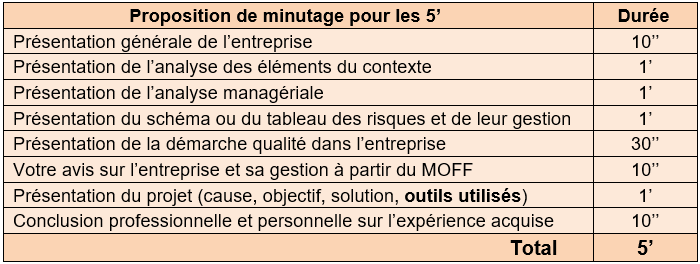 Proposition de minutage pour les 5’ Durée
Présentation générale de l’entreprise 10’’
Présentation de l’analyse des éléments du contexte 1’
Présentation de l’analyse managériale 1’
Présentation du schéma ou du tableau des risques et de leur gestion 1’
Présentation de la démarche qualité dans l’entreprise 30’’
Votre avis sur l’entreprise et sa gestion à partir du MOFF 10’’
Présentation du projet (cause, objectif, solution, outils utilisés) 1’
Conclusion professionnelle et personnelle sur l’expérience acquise 10’’
Total 5’